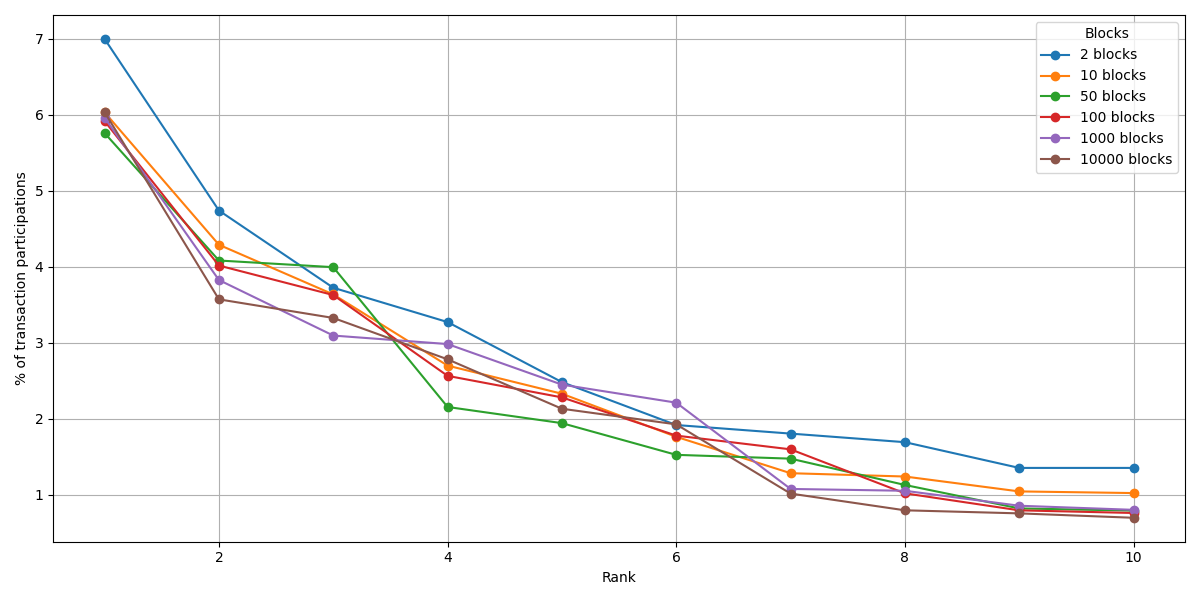 % of transaction participations
7
6
5
4
3
2
1
2
4
6
8
10
Rank
Blocks
2 blocks
10 blocks
50 blocks
100 blocks
1000 blocks
10000 blocks